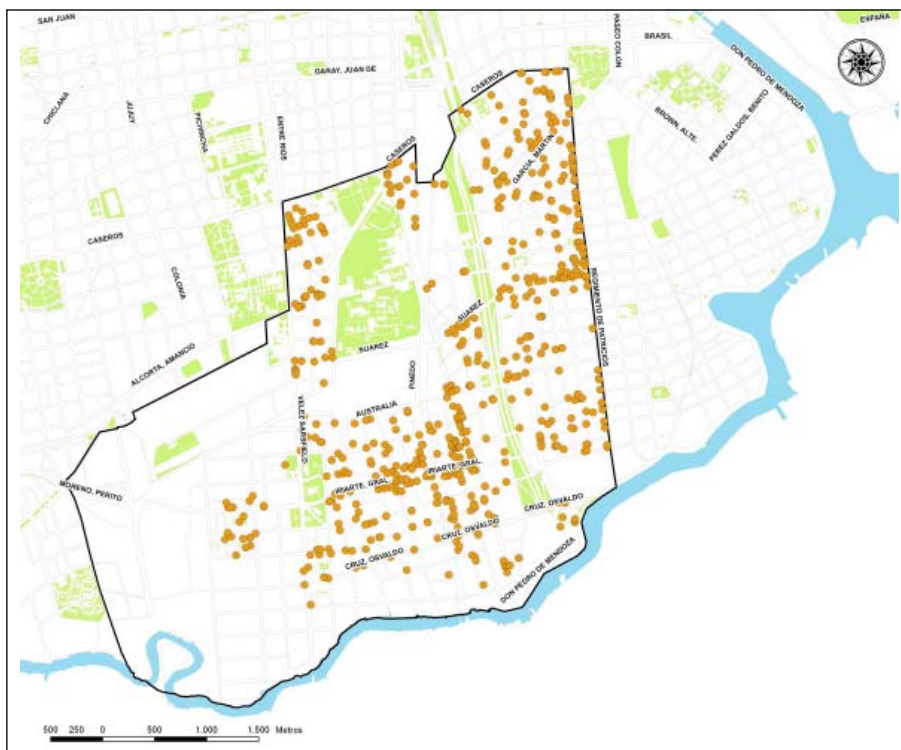 SAN JUAN
ESPAÑA
PASEO COLON
BRASIL
DON PEDRO DE MENDOZA
GARAY, JUAN DE
CASEROS
CHICLANA
JUJUY
PICHINCHA
ENTRE RIOS
BROWN, ALTE.
PEREZ GALDOS, BENITO
GARCIA, MARTIN
CASEROS
CASEROS
COLONIA
REGIMIENTO DE PATRICIOS
SUAREZ
SUAREZ
ALCORTA, AMANCIO
PINEDO
VELEZ SARSFIELD
AUSTRALIA
IRIARTE, GRAL.
IRIARTE, GRAL.
MORENO, PERITO
CRUZ, OSVALDO
CRUZ, OSVALDO
CRUZ, OSVALDO
DON PEDRO DE MENDOZA
500 250 0 500 1.000 1.500 Metros